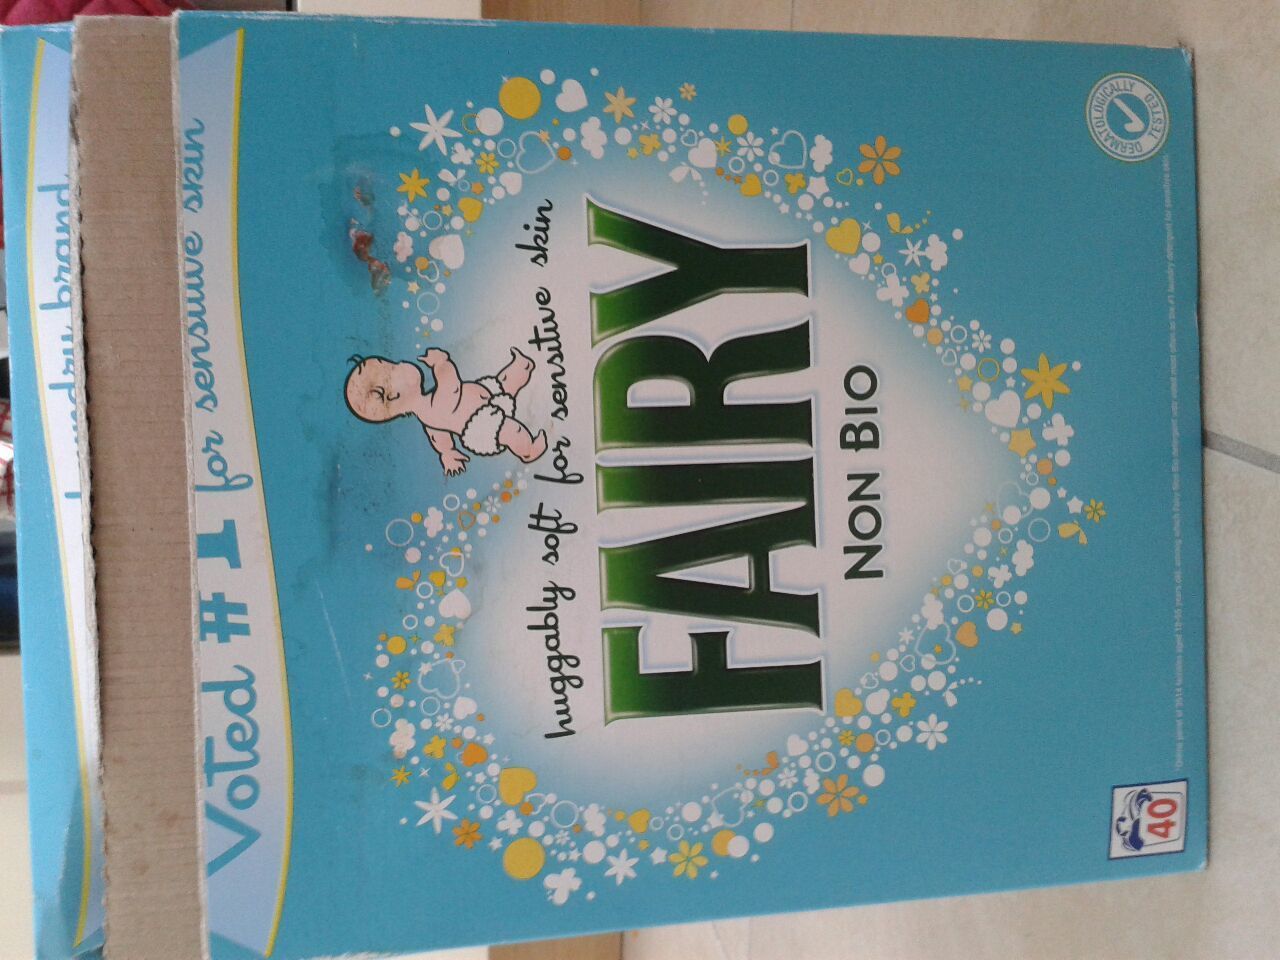 laundry brand
Voted # 1 for sensitive skin
huggably soft for sensitive skin
FAIRY
NON BIO
DERMATOLOGICALLY TESTED
40